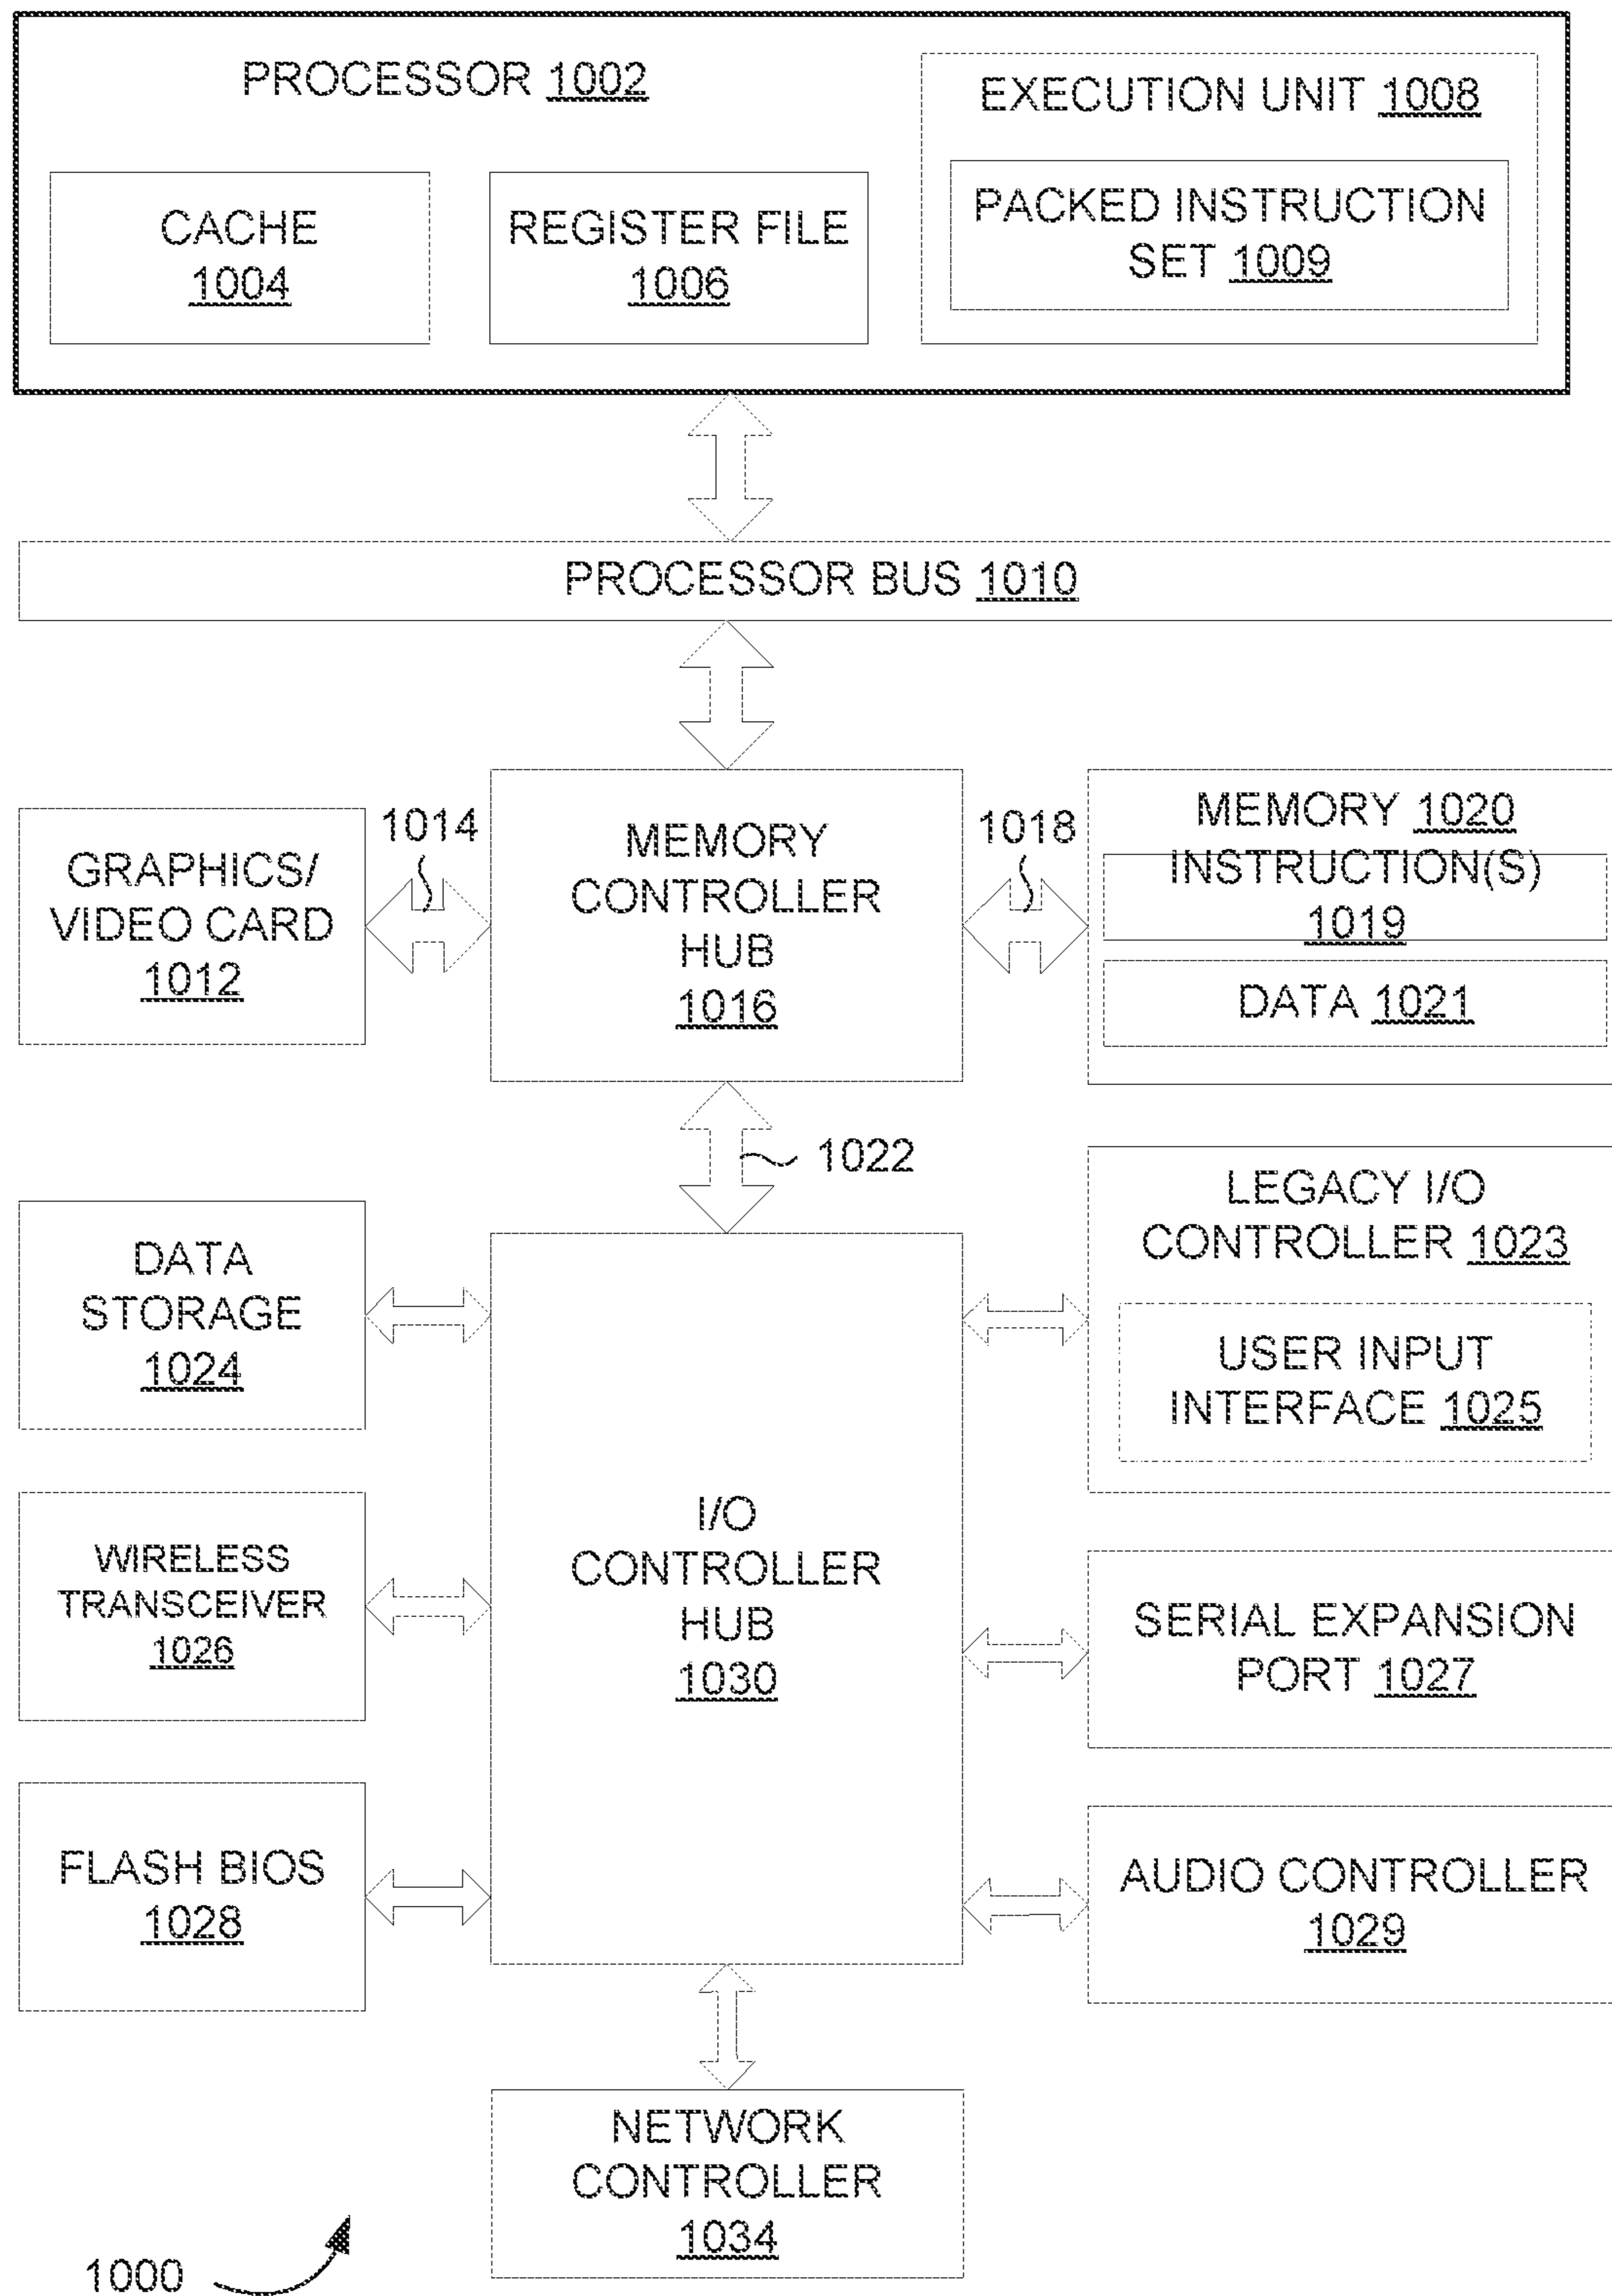 PROCESSOR 1002
CACHE
1004
REGISTER FILE
1006
EXECUTION UNIT 1008
PACKED INSTRUCTION
SET 1009
PROCESSOR BUS 1010
GRAPHICS/
VIDEO CARD
1012
1014
MEMORY
CONTROLLER
HUB
1016
1018
MEMORY 1020
INSTRUCTION(S)
1019
DATA 1021
1022
DATA
STORAGE
1024
LEGACY I/O
CONTROLLER 1023
USER INPUT
INTERFACE 1025
WIRELESS
TRANSCEIVER
1026
I/O
CONTROLLER
HUB
1030
SERIAL EXPANSION
PORT 1027
FLASH BIOS
1028
AUDIO CONTROLLER
1029
NETWORK
CONTROLLER
1034
1000